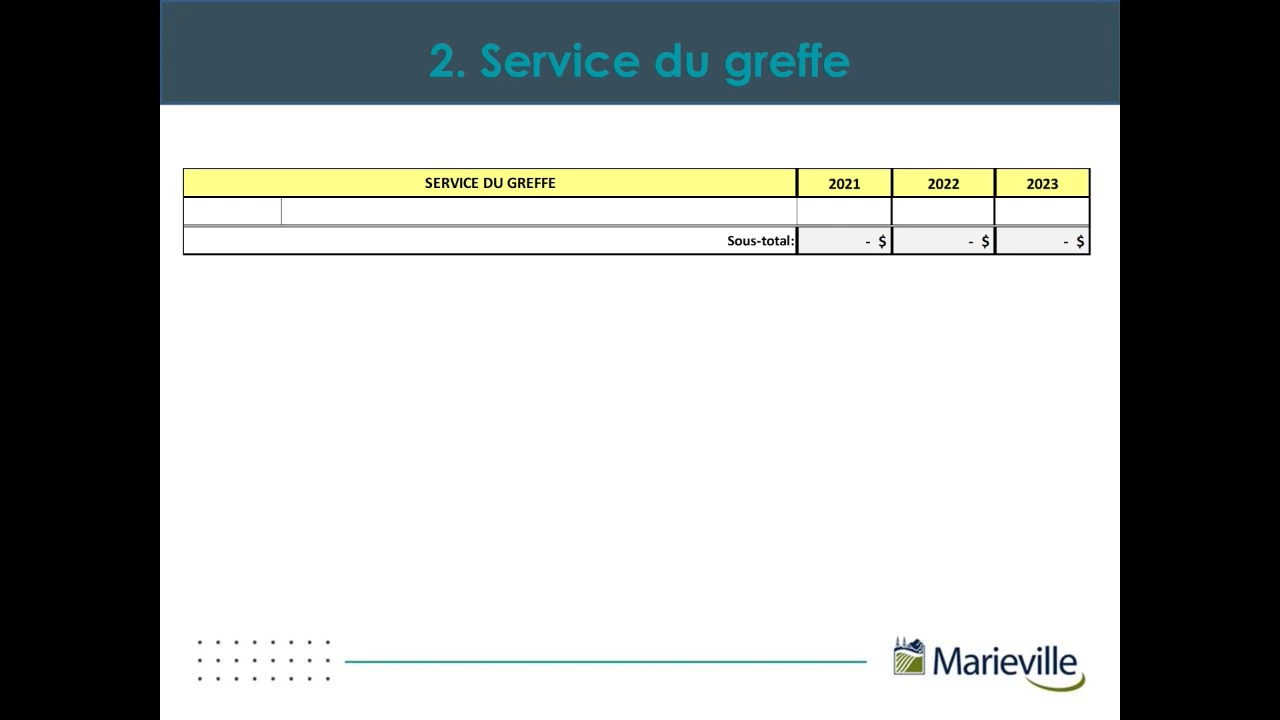 2. Service du greffe
SERVICE DU GREFFE 2021 2022 2023
Sous-total: - $ - $ - $
Marieville